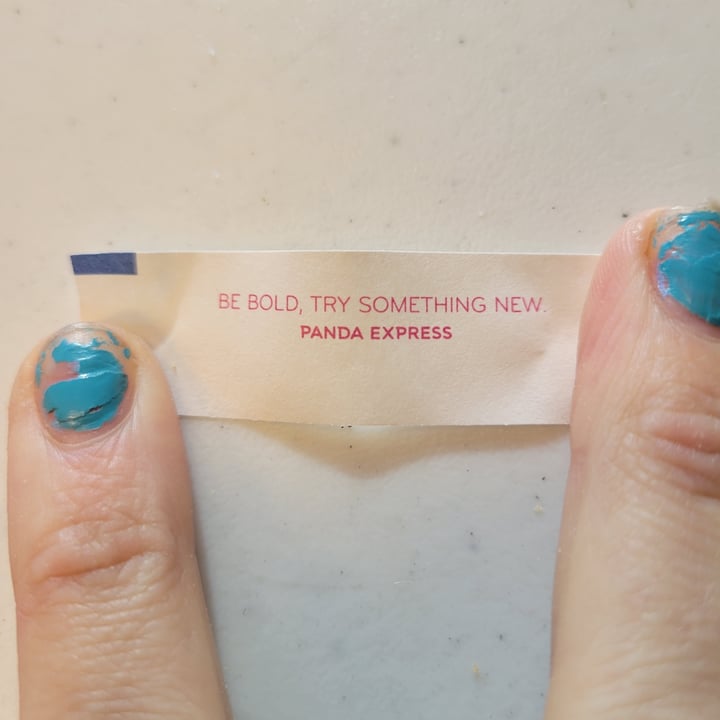 BE BOLD, TRY SOMETHING NEW.
PANDA EXPRESS